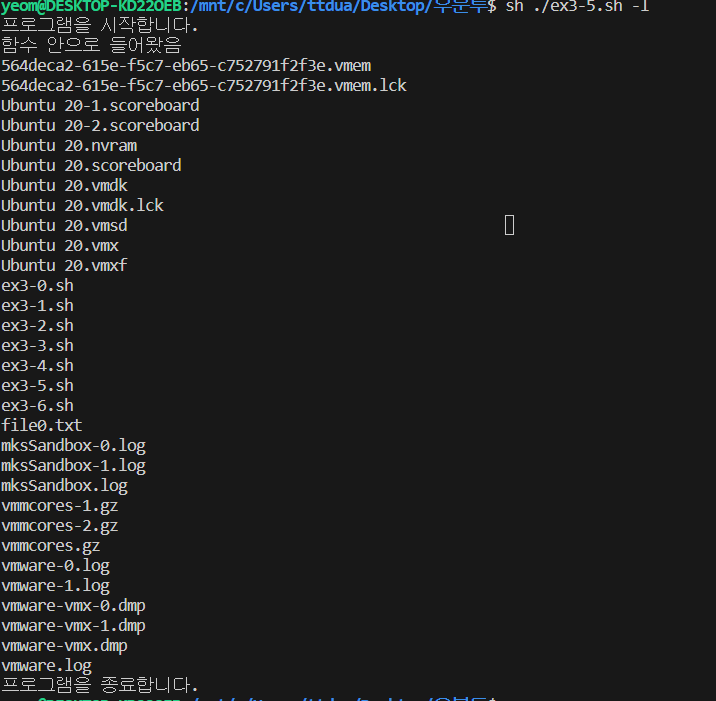 yeom@DESKTOP-KD22OEB:/mnt/c/Users/ttdua/Desktop/우분투$ sh ./ex3-5.sh -l
프로그램을 시작합니다.
함수 안으로 들어왔음
564deca2-615e-f5c7-eb65-c752791f2f3e.vmem
564deca2-615e-f5c7-eb65-c752791f2f3e.vmem.lck
Ubuntu 20-1.scoreboard
Ubuntu 20-2.scoreboard
Ubuntu 20.nvram
Ubuntu 20.scoreboard
Ubuntu 20.vmdk
Ubuntu 20.vmdk.lck
Ubuntu 20.vmsd
Ubuntu 20.vmx
Ubuntu 20.vmxf
ex3-0.sh
ex3-1.sh
ex3-2.sh
ex3-3.sh
ex3-4.sh
ex3-5.sh
ex3-6.sh
file0.txt
mksSandbox-0.log
mksSandbox-1.log
mksSandbox.log
vmmcores-1.gz
vmmcores-2.gz
vmmcores.gz
vmware-0.log
vmware-1.log
vmware-vmx-0.dmp
vmware-vmx-1.dmp
vmware-vmx.dmp
vmware.log
프로그램을 종료합니다.